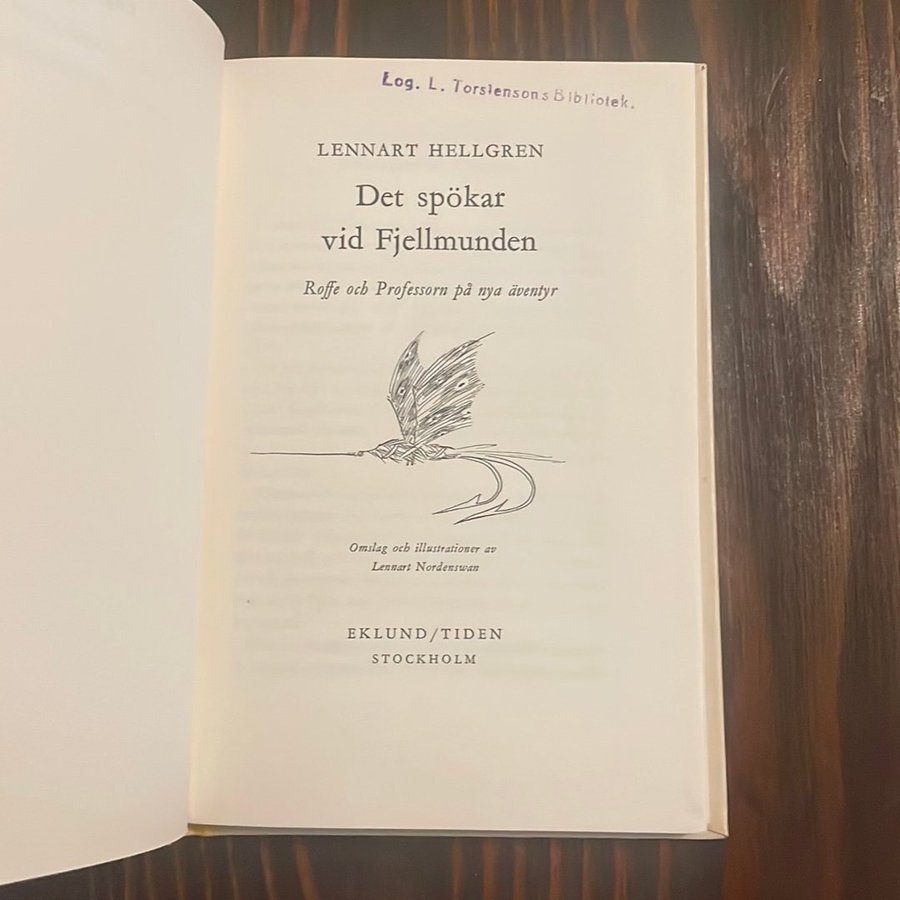 Log. L. Torstensons Bibliotek.
LENNART HELLGREN
Det spökar
vid Fjellmunden
Roffe och Professorn på nya äventyr
Omslag och illustrationer av
Lennart Nordenswan
EKLUND/TIDEN
STOCKHOLM